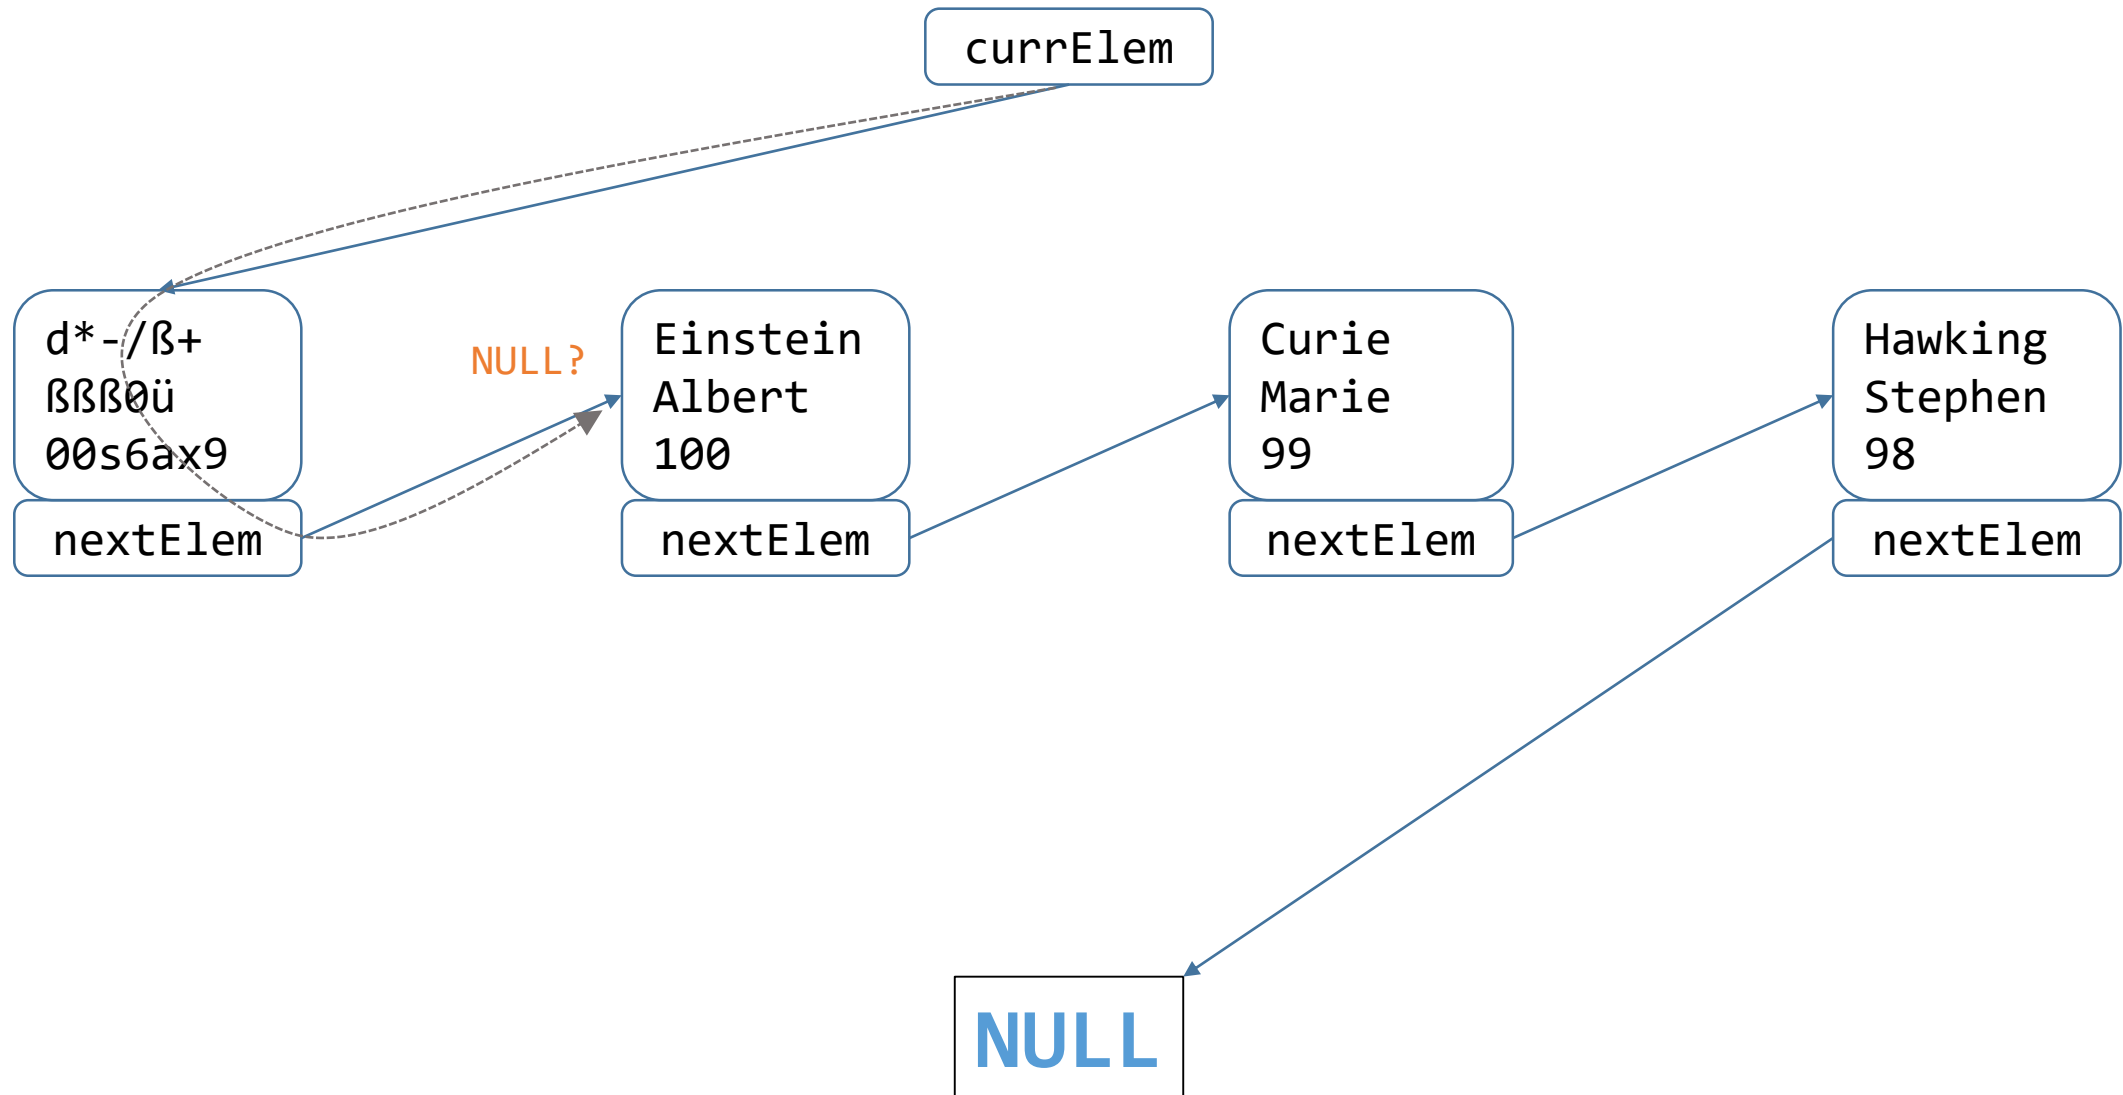 currElem
d*-/ß+
ßßß0ü
00s6ax9
nextElem
NULL?
Einstein
Albert
100
nextElem
Curie
Marie
99
nextElem
Hawking
Stephen
98
nextElem
NULL